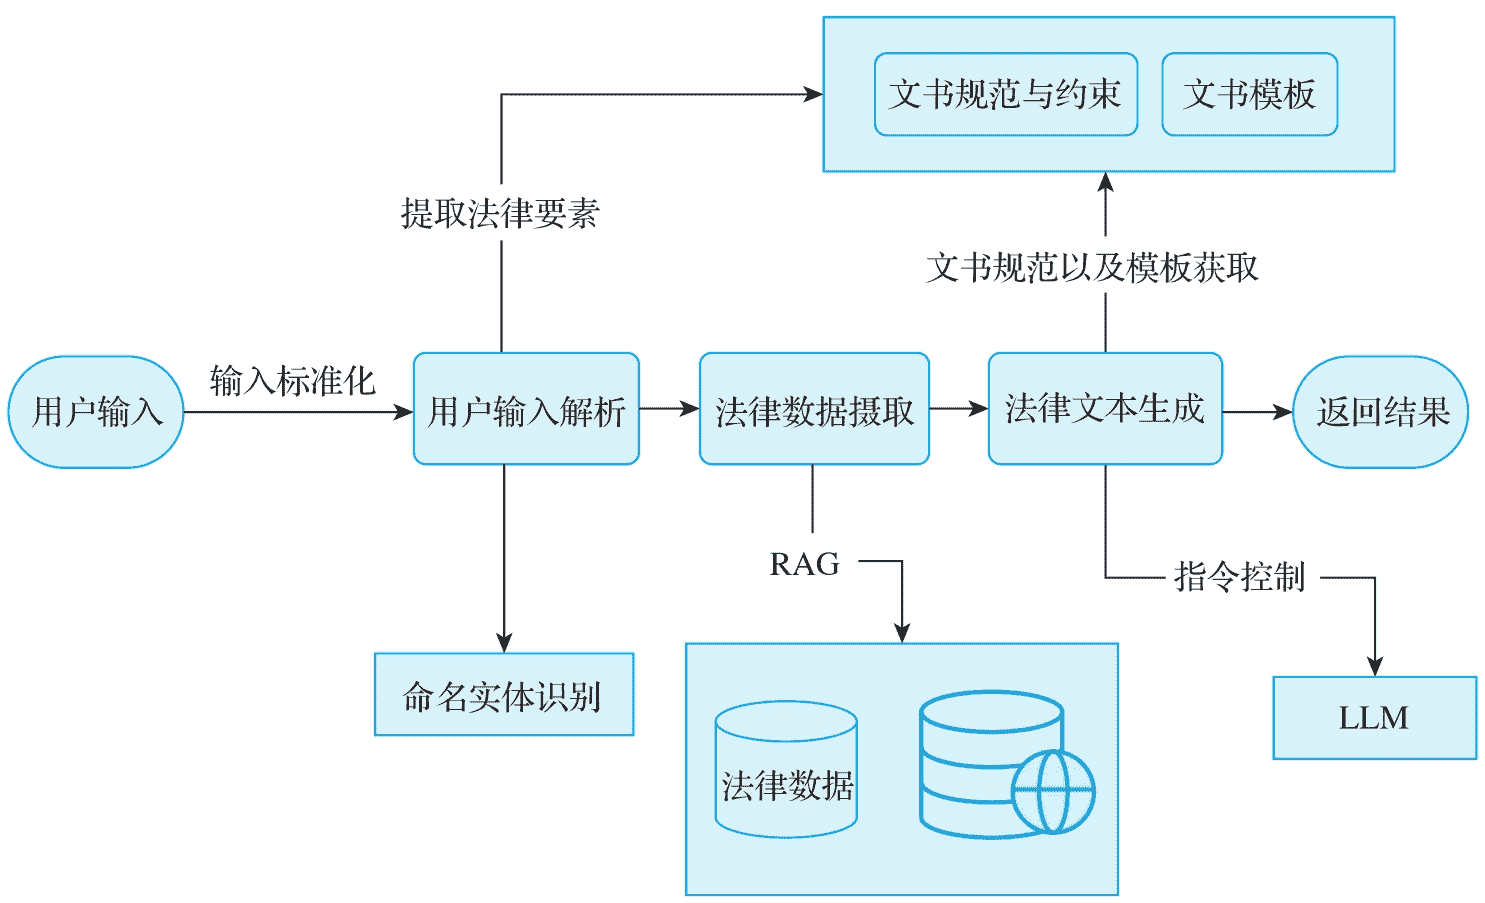 文书规范与约束
文书模板
提取法律要素
文书规范以及模板获取
用户输入
输入标准化
用户输入解析
法律数据摄取
法律文本生成
返回结果
RAG
指令控制
命名实体识别
法律数据
LLM